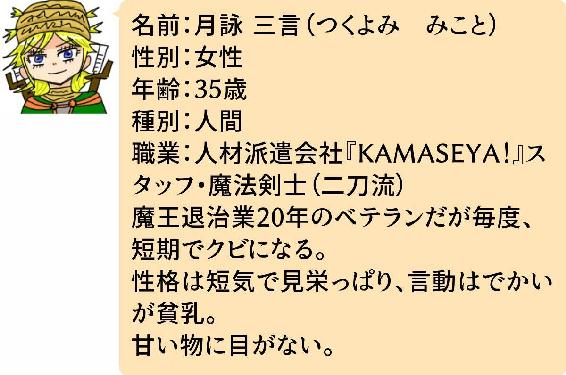 名前：月詠 三言（つくよみ　みこと）
性別：女性
年齢：35歳
種別：人間
職業：人材派遣会社『KAMASEYA！』ス
タッフ・魔法剣士（二刀流）
魔王退治業20年のベテランだが毎度、
短期でクビになる。
性格は短気で見栄っぱり、言動はでかい
が貧乳。
甘い物に目がない。